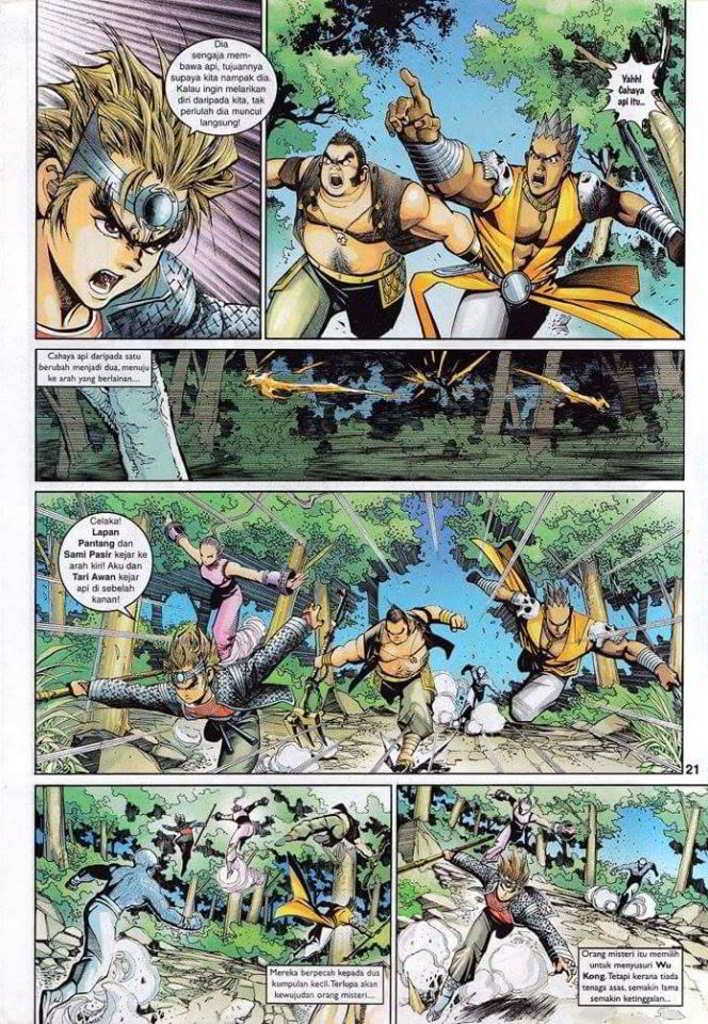 Dia
sengaja mem-
bawa api, tujuannya
supaya kita nampak dia.
Kalau ingin melarikan
diri daripada kita, tak
perlulah dia muncul
langsung!
Yahh!
Cahaya
api itu..
Cahaya api daripada satu
berubah menjadi dua, menuju
ke arah yang berlainan...
Celaka!
Lapan
Pantang dan
Sami Pasir kejar ke
arah kiri! Aku dan
Tari Awan kejar
api di sebelah
kanan!
21
Mereka berpecah kepada dua
kumpulan kecil. Terlupa akan
kewujudan orang misteri....
Orang misteri itu memilih
untuk menyusuri Wu
Kong. Tetapi kerana tiada
tenaga asas, semakin lama
semakin ketinggalan...